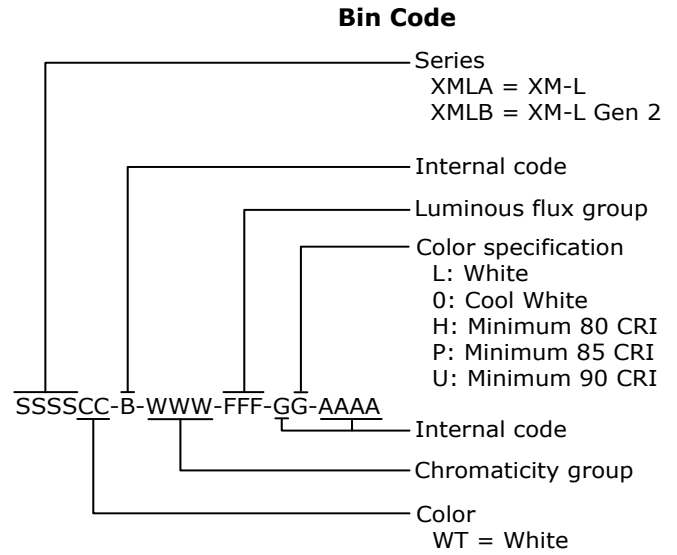 Bin Code
Series
XMLA = XM-L
XMLB = XM-L Gen 2
Internal code
Luminous flux group
Color specification
L: White
0: Cool White
H: Minimum 80 CRI
P: Minimum 85 CRI
U: Minimum 90 CRI
SSSSCC-B-WWW-FFF-GG-AAAA
Internal code
Chromaticity group
Color
WT = White